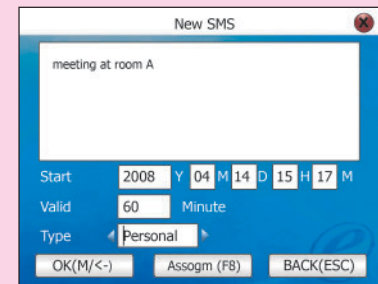 New SMS
meeting at room A
Start 2008 Y 04 M 14 D 15 H 17 M
Valid 60 Minute
Type Personal
OK(M/<-) Assogm (F8) BACK(ESC)